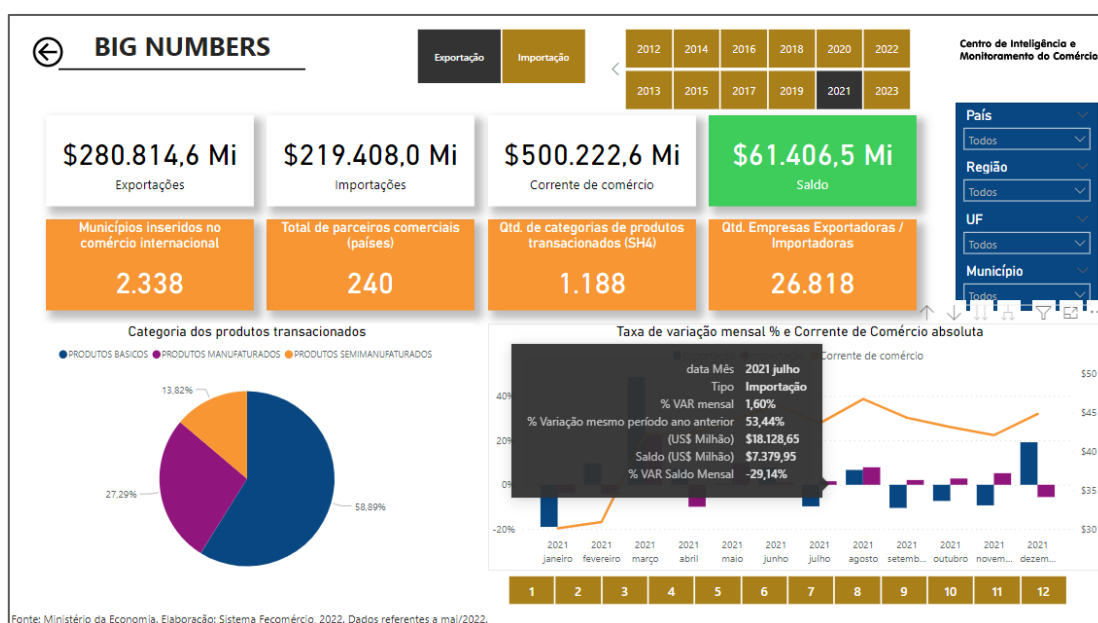 BIG NUMBERS
Exportação
Importação
2012 2014 2016 2018 2020 2022
2013 2015 2017 2019 2021 2023
Centro de Inteligência e
Monitoramento do Comércio
País
Todos
Região
Todos
UF
Todos
Município
Todos
$280.814,6 Mi
Exportações
$219.408,0 Mi
Importações
$500.222,6 Mi
Corrente de comércio
$61.406,5 Mi
Saldo
Municípios inseridos no
comércio internacional
2.338
Total de parceiros comerciais
(países)
240
Qtd. de categorias de produtos
transacionados (SH4)
1.188
Qtd. Empresas Exportadoras /
Importadoras
26.818
Categoria dos produtos transacionados
PRODUTOS BASICOS PRODUTOS MANUFATURADOS PRODUTOS SEMIMANUFATURADOS
13,82%
27,29%
58,89%
Taxa de variação mensal % e Corrente de Comércio absoluta
Corrente de comércio
data Mês 2021 julho
Tipo Importação
% VAR mensal 1,60%
% Variação mesmo período ano anterior 53,44%
(US$ Milhão) $18.128,65
Saldo (US$ Milhão) $7.379,95
% VAR Saldo Mensal -29,14%
40%
20%
0%
-20%
$50
$45
$40
$35
$30
2021 2021 2021 2021 2021 2021 2021 2021 2021 2021 2021 2021
janeiro fevereiro março abril maio junho julho agosto setemb... outubro novem... dezem...
1 2 3 4 5 6 7 8 9 10 11 12
Fonte: Ministério da Economia. Elaboração: Sistema Fecomércio, 2022. Dados referentes a mai/2022.